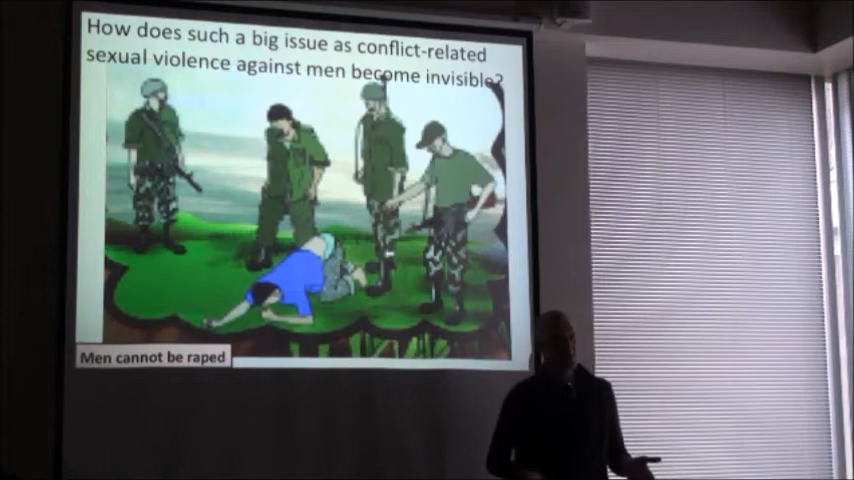 How does such a big issue as conflict-related
sexual violence against men become invisible?
Men cannot be raped